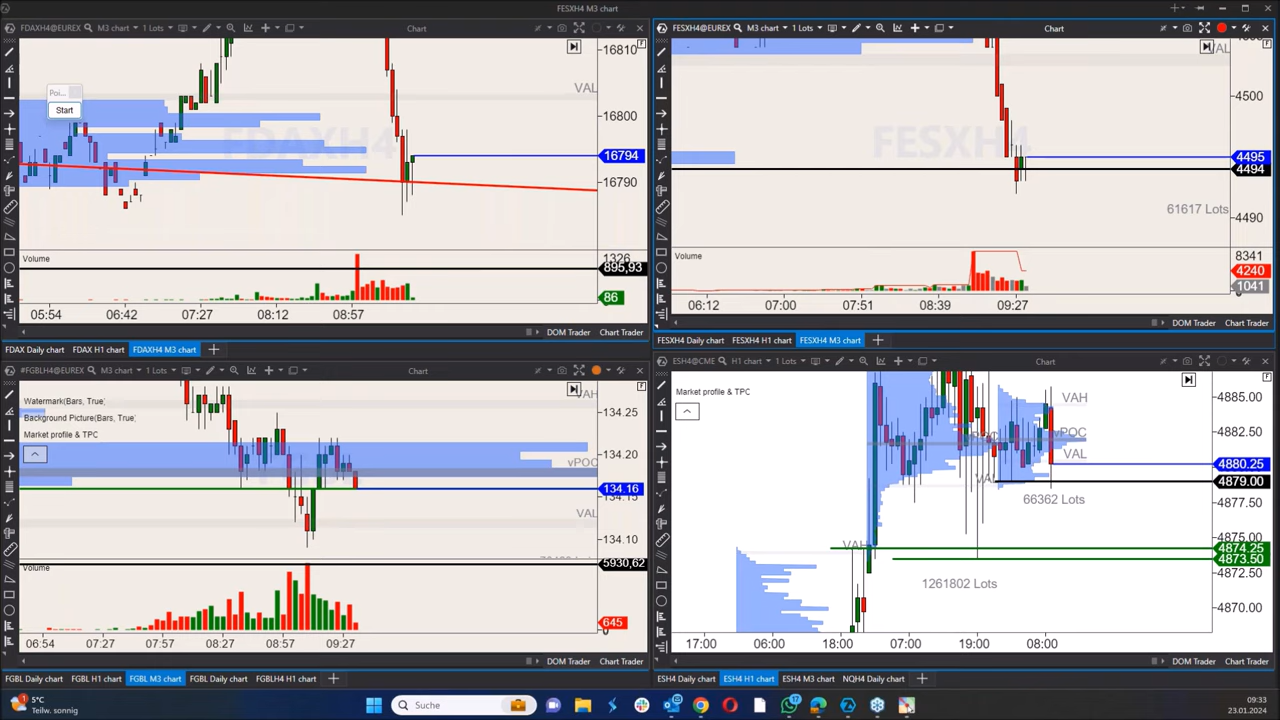 FESXH4 M3 chart
FDAXH4@EUREX M3 chart 1 Lots Chart
16810
VAL
Poi...
Start
16800
FDAXH4
16794
16790
Volume
1326
895,93
86
05:54 06:42 07:27 08:12 08:57
DOM Trader Chart Trader
FDAX Daily chart FDAX H1 chart FDAXH4 M3 chart
FESXH4@EUREX M3 chart 1 Lots Chart
VAL
4500
FESXH4
4495
4494
61617 Lots
4490
Volume
8341
4240
1041
06:12 07:00 07:51 08:39 09:27
DOM Trader Chart Trader
FESXH4 Daily chart FESXH4 H1 chart FESXH4 M3 chart
#FGBLH4@EUREX M3 chart 1 Lots Chart
VAH
Watermark(Bars, True)
134.25
Background Picture(Bars, True)
Market profile & TPC
134.20
vPOC
134.16
VAL
134.10
Volume
5930,62
645
06:54 07:27 07:57 08:27 08:57 09:27
DOM Trader Chart Trader
FGBL Daily chart FGBL H1 chart FGBL M3 chart FGBL Daily chart FGBLH4 H1 chart
ESH4@CME H1 chart 1 Lots Chart
Market profile & TPC
4885.00
VAH
4882.50
vPOC
VAL
4880.25
4879.00
66362 Lots
4877.50
4875.00
VAH
4874.25
4873.50
4872.50
1261802 Lots
4870.00
17:00 06:00 18:00 07:00 19:00 08:00
DOM Trader Chart Trader
ESH4 Daily chart ESH4 H1 chart ESH4 M3 chart NQH4 Daily chart
5°C
Teilw. sonnig
Suche
09:33
23.01.2024